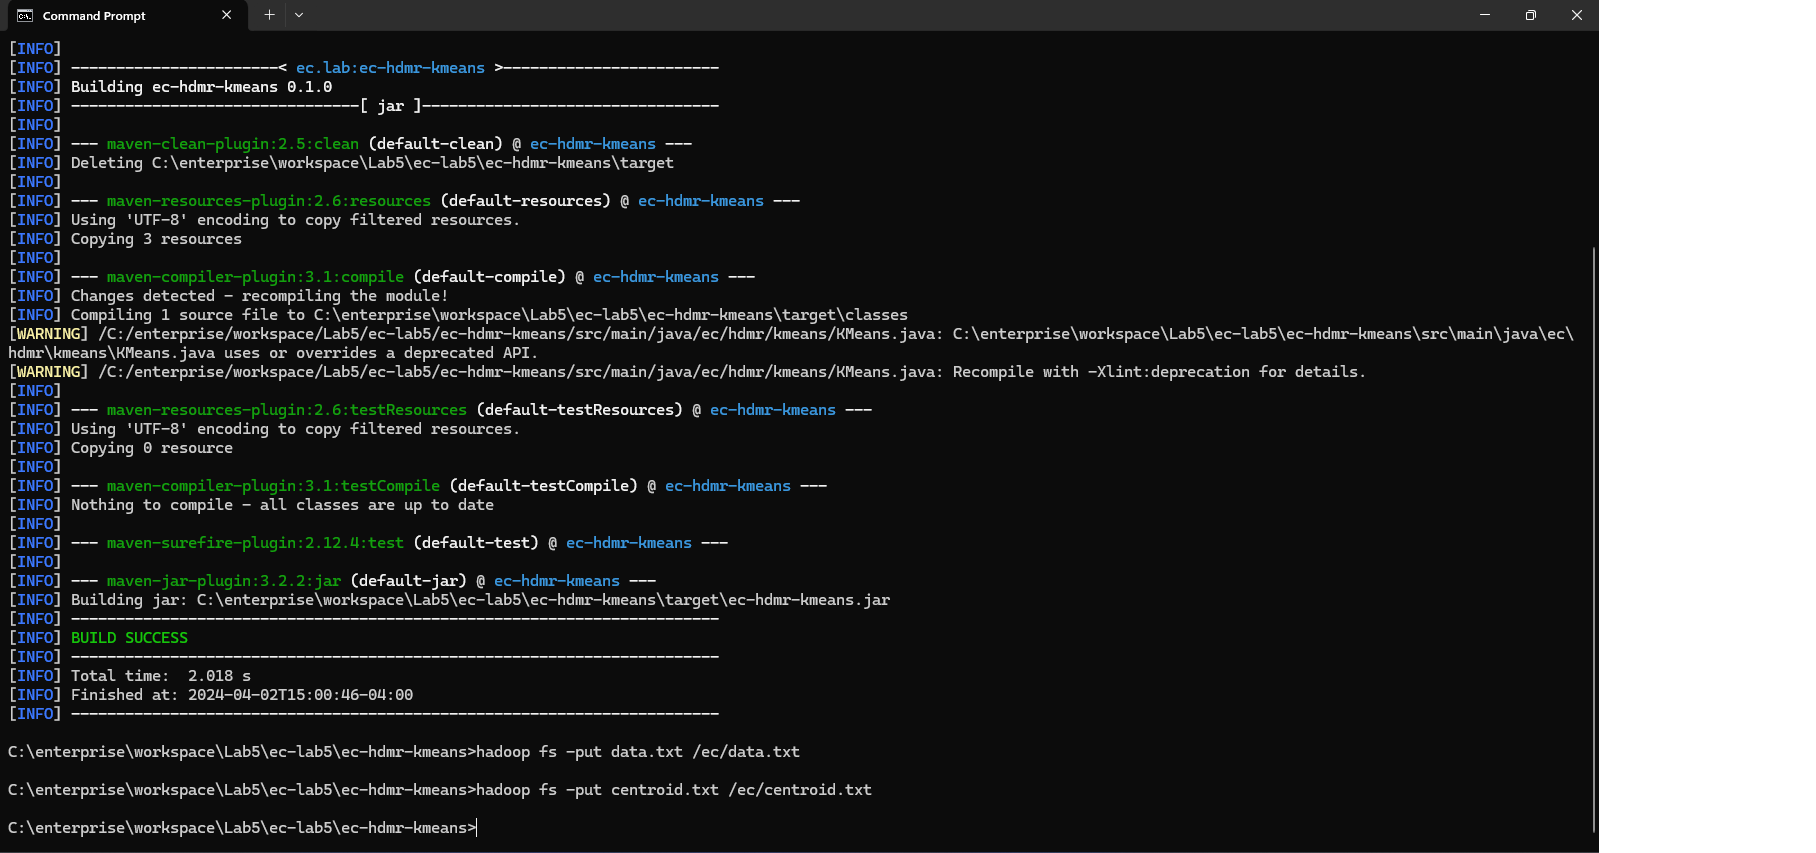 Command Prompt
[INFO]
[INFO] -----------------------< ec.lab:ec-hdmr-kmeans >------------------------
[INFO] Building ec-hdmr-kmeans 0.1.0
[INFO] --------------------------------[ jar ]---------------------------------
[INFO]
[INFO] --- maven-clean-plugin:2.5:clean (default-clean) @ ec-hdmr-kmeans ---
[INFO] Deleting C:\enterprise\workspace\Lab5\ec-lab5\ec-hdmr-kmeans\target
[INFO]
[INFO] --- maven-resources-plugin:2.6:resources (default-resources) @ ec-hdmr-kmeans ---
[INFO] Using 'UTF-8' encoding to copy filtered resources.
[INFO] Copying 3 resources
[INFO]
[INFO] --- maven-compiler-plugin:3.1:compile (default-compile) @ ec-hdmr-kmeans ---
[INFO] Changes detected - recompiling the module!
[INFO] Compiling 1 source file to C:\enterprise\workspace\Lab5\ec-lab5\ec-hdmr-kmeans\target\classes
[WARNING] /C:/enterprise/workspace/Lab5/ec-lab5/ec-hdmr-kmeans/src/main/java/ec/hdmr/kmeans/KMeans.java: C:\enterprise\workspace\Lab5\ec-lab5\ec-hdmr-kmeans\src\main\java\ec\
hdmr\kmeans\KMeans.java uses or overrides a deprecated API.
[WARNING] /C:/enterprise/workspace/Lab5/ec-lab5/ec-hdmr-kmeans/src/main/java/ec/hdmr/kmeans/KMeans.java: Recompile with -Xlint:deprecation for details.
[INFO]
[INFO] --- maven-resources-plugin:2.6:testResources (default-testResources) @ ec-hdmr-kmeans ---
[INFO] Using 'UTF-8' encoding to copy filtered resources.
[INFO] Copying 0 resource
[INFO]
[INFO] --- maven-compiler-plugin:3.1:testCompile (default-testCompile) @ ec-hdmr-kmeans ---
[INFO] Nothing to compile - all classes are up to date
[INFO]
[INFO] --- maven-surefire-plugin:2.12.4:test (default-test) @ ec-hdmr-kmeans ---
[INFO]
[INFO] --- maven-jar-plugin:3.2.2:jar (default-jar) @ ec-hdmr-kmeans ---
[INFO] Building jar: C:\enterprise\workspace\Lab5\ec-lab5\ec-hdmr-kmeans\target\ec-hdmr-kmeans.jar
[INFO] ------------------------------------------------------------------------
[INFO] BUILD SUCCESS
[INFO] ------------------------------------------------------------------------
[INFO] Total time:  2.018 s
[INFO] Finished at: 2024-04-02T15:00:46-04:00
[INFO] ------------------------------------------------------------------------
C:\enterprise\workspace\Lab5\ec-lab5\ec-hdmr-kmeans>hadoop fs -put data.txt /ec/data.txt
C:\enterprise\workspace\Lab5\ec-lab5\ec-hdmr-kmeans>hadoop fs -put centroid.txt /ec/centroid.txt
C:\enterprise\workspace\Lab5\ec-lab5\ec-hdmr-kmeans>